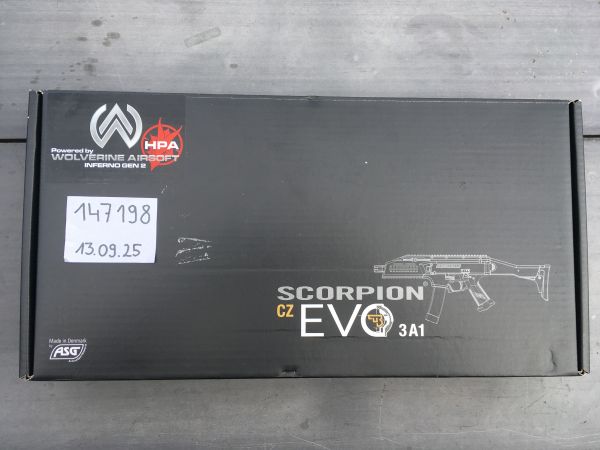 Powered by
WOLVERINE AIRSOFT
INFERNO GEN 2
HPA
147198
13.09.25
SCORPION
CZ EVO 3A1
Made in Denmark
by ASG